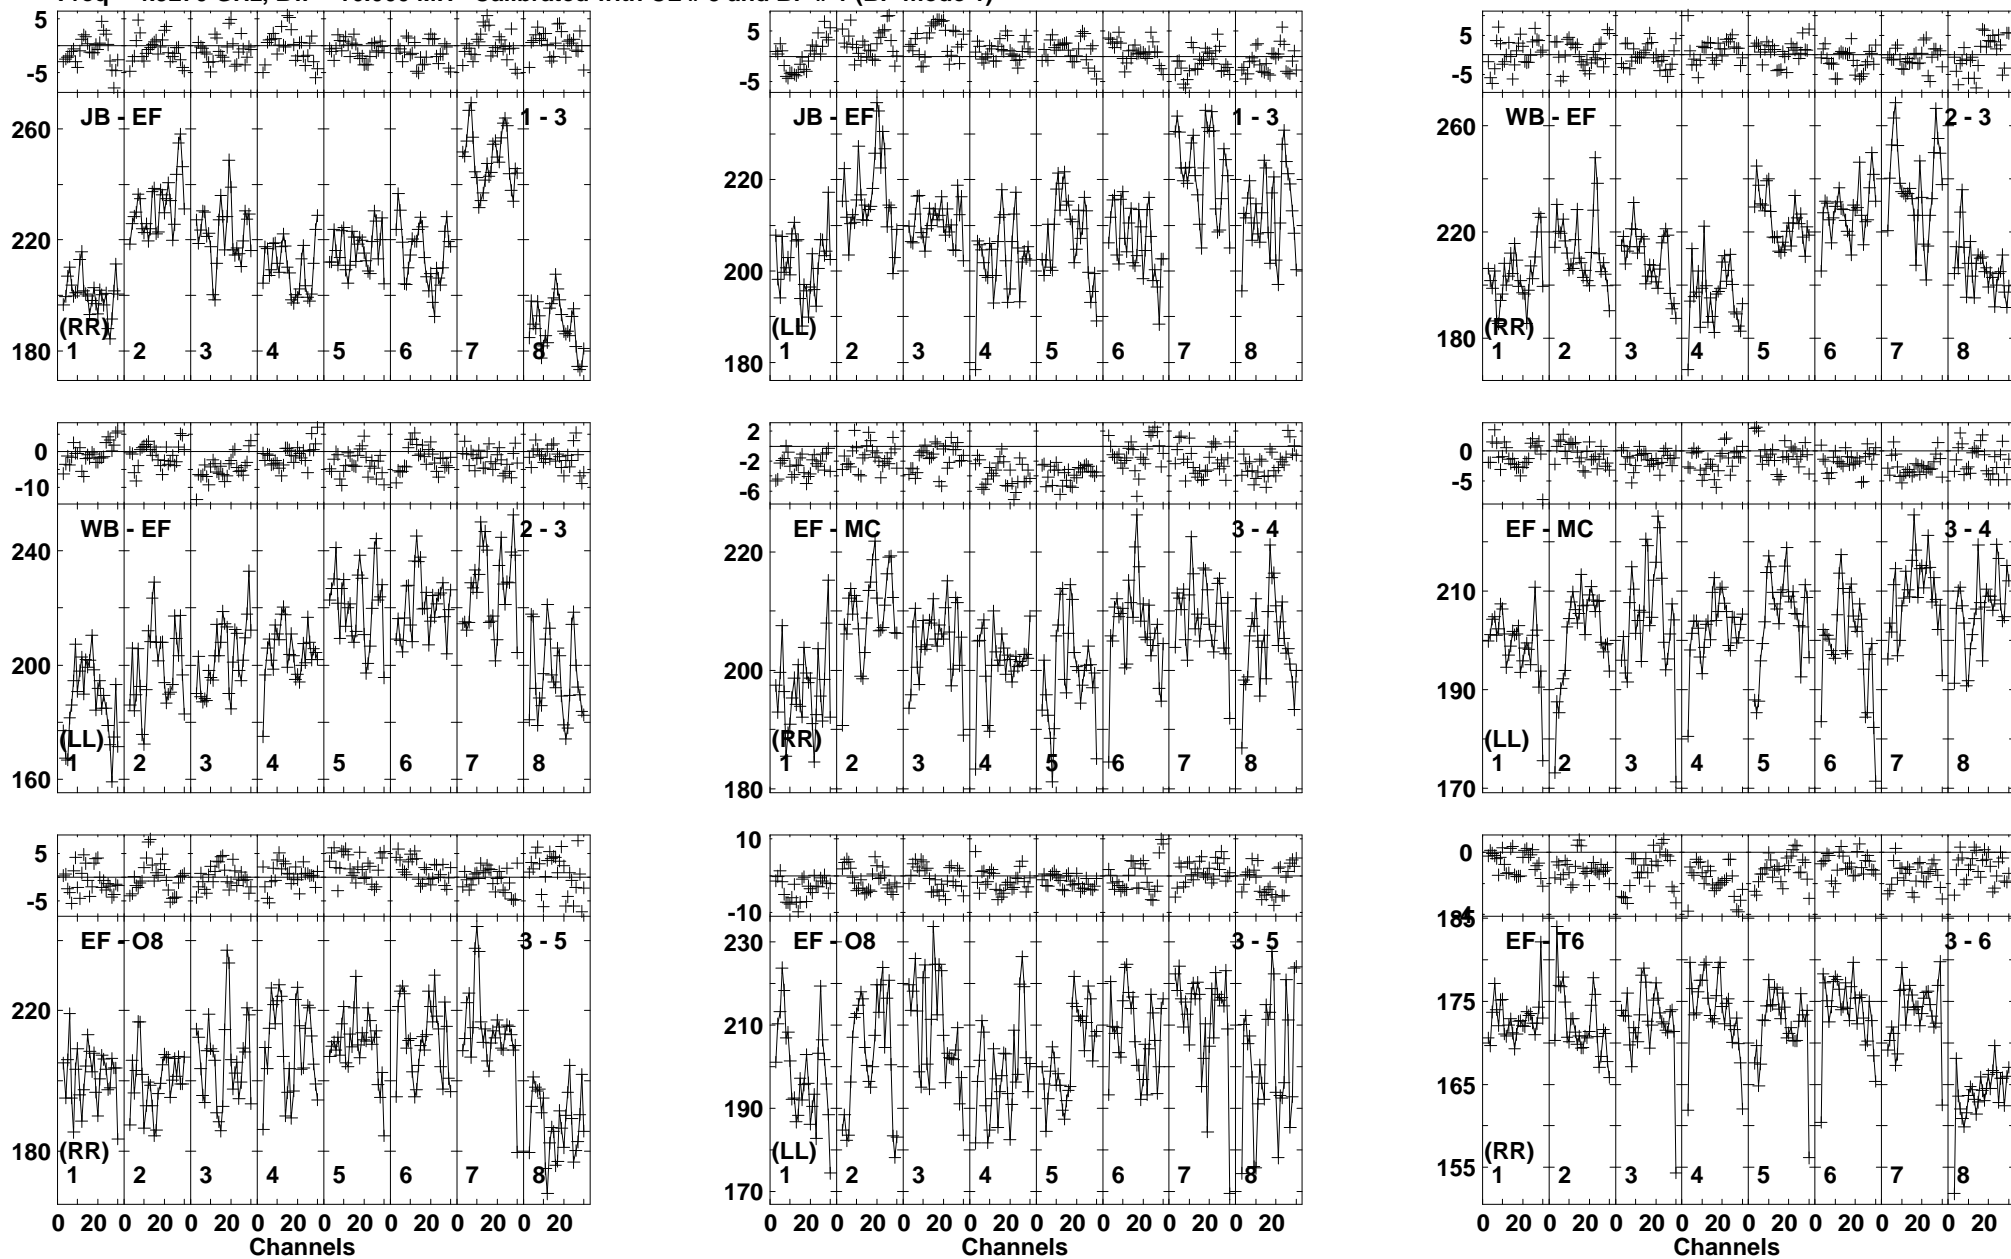 5 -5 260 220 180 JB - EF 1 - 3 (RR) 1 2 3 4 5 6 7 8
5 -5 220 200 180 JB - EF 1 - 3 (LL) 1 2 3 4 5 6 7 8
5 -5 260 220 180 WB - EF 2 - 3 (RR) 1 2 3 4 5 6 7 8
0 -10 240 200 160 WB - EF 2 - 3 (LL) 1 2 3 4 5 6 7 8
2 -2 -6 220 200 180 EF - MC 3 - 4 (RR) 1 2 3 4 5 6 7 8
0 -5 210 190 170 EF - MC 3 - 4 (LL) 1 2 3 4 5 6 7 8
5 -5 220 180 EF - O8 3 - 5 (RR) 1 2 3 4 5 6 7 8
10 -10 230 210 190 170 EF - O8 3 - 5 (LL) 1 2 3 4 5 6 7 8
0 185 175 165 155 EF - T6 3 - 6 (RR) 1 2 3 4 5 6 7 8
0 20 0 20 0 20 0 20 0 20 0 20 0 20 0 20
0 20 0 20 0 20 0 20 0 20 0 20 0 20 0 20
0 20 0 20 0 20 0 20 0 20 0 20 0 20 0 20
Channels
Channels